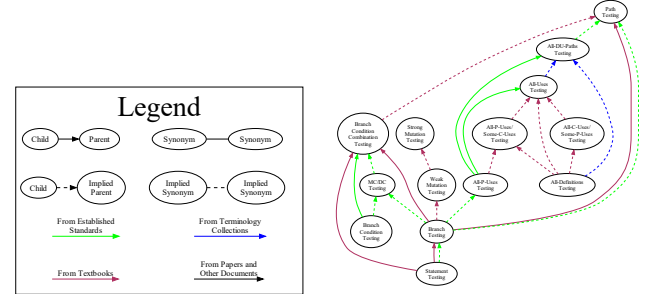 Legend
Child
Parent
Synonym
Synonym
Child
Implied
Parent
Implied
Synonym
Implied
Synonym
From Established
Standards
From Terminology
Collections
From Textbooks
From Papers and
Other Documents
Path
Testing
All-DU-Paths
Testing
All-Uses
Testing
Branch
Condition
Combination
Testing
Strong
Mutation
Testing
All-P-Uses/
Some-C-Uses
Testing
All-C-Uses/
Some-P-Uses
Testing
MC/DC
Testing
Weak
Mutation
Testing
All-P-Uses
Testing
All-Definitions
Testing
Branch
Condition
Testing
Branch
Testing
Statement
Testing